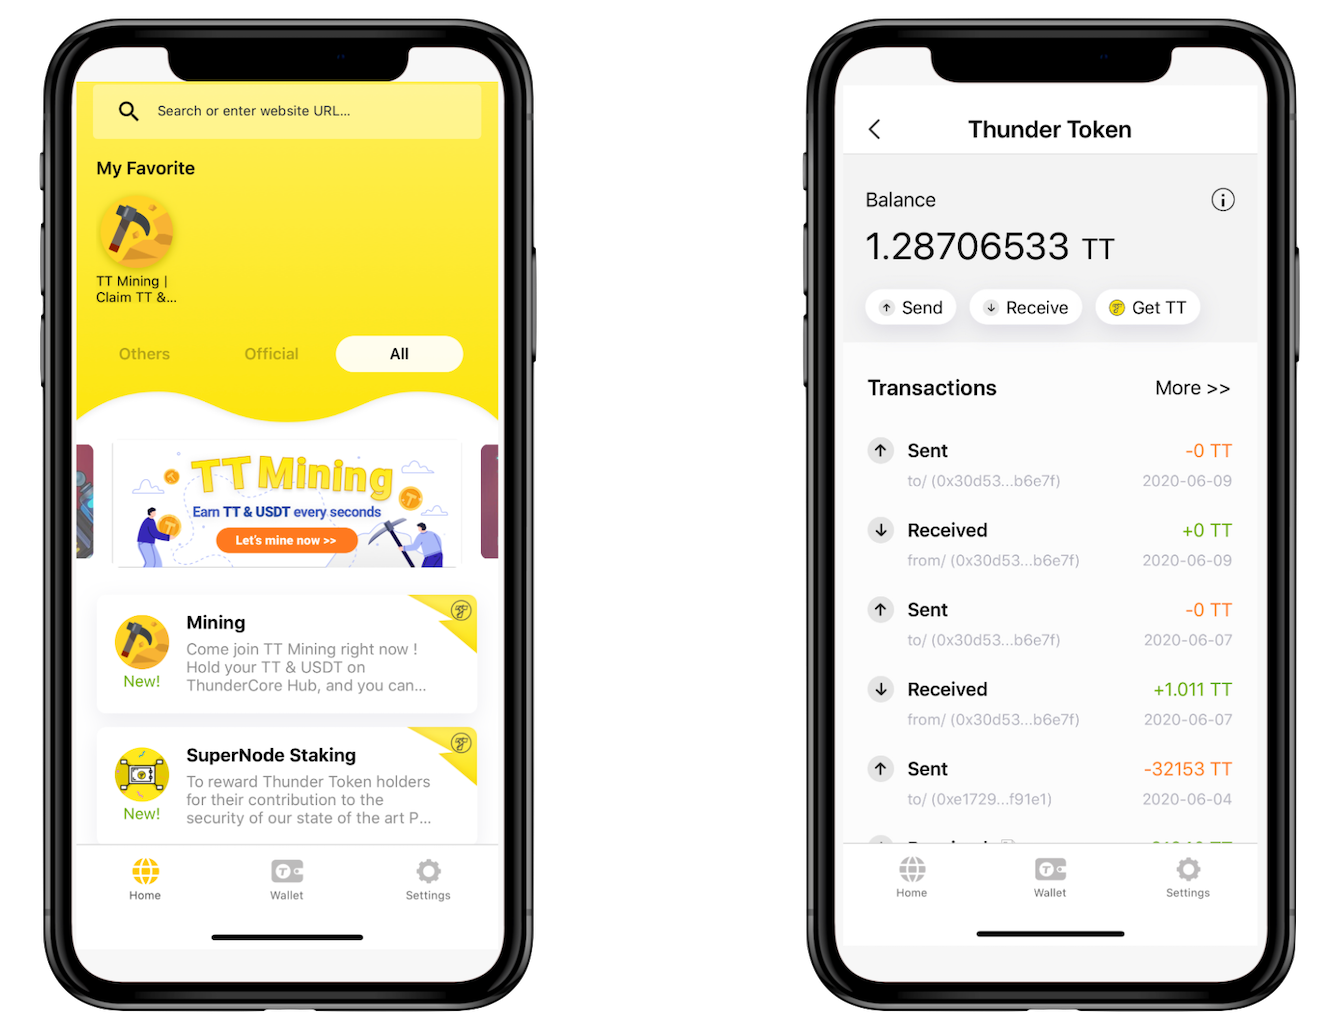 Search or enter website URL...
My Favorite
TT Mining |
Claim TT &...
Others
Official
All
TT Mining
Earn TT & USDT every seconds
Let's mine now >>
Mining
Come join TT Mining right now !
Hold your TT & USDT on
ThunderCore Hub, and you can...
New!
SuperNode Staking
To reward Thunder Token holders
for their contribution to the
security of our state of the art P...
New!
Home
Wallet
Settings
Thunder Token
Balance
1.28706533 TT
Send
Receive
Get TT
Transactions
More >>
Sent
-0 TT
to/ (0x30d53...b6e7f)
2020-06-09
Received
+0 TT
from/ (0x30d53...b6e7f)
2020-06-09
Sent
-0 TT
to/ (0x30d53...b6e7f)
2020-06-07
Received
+1.011 TT
from/ (0x30d53...b6e7f)
2020-06-07
Sent
-32153 TT
to/ (0xe1729...f91e1)
2020-06-04
Home
Wallet
Settings